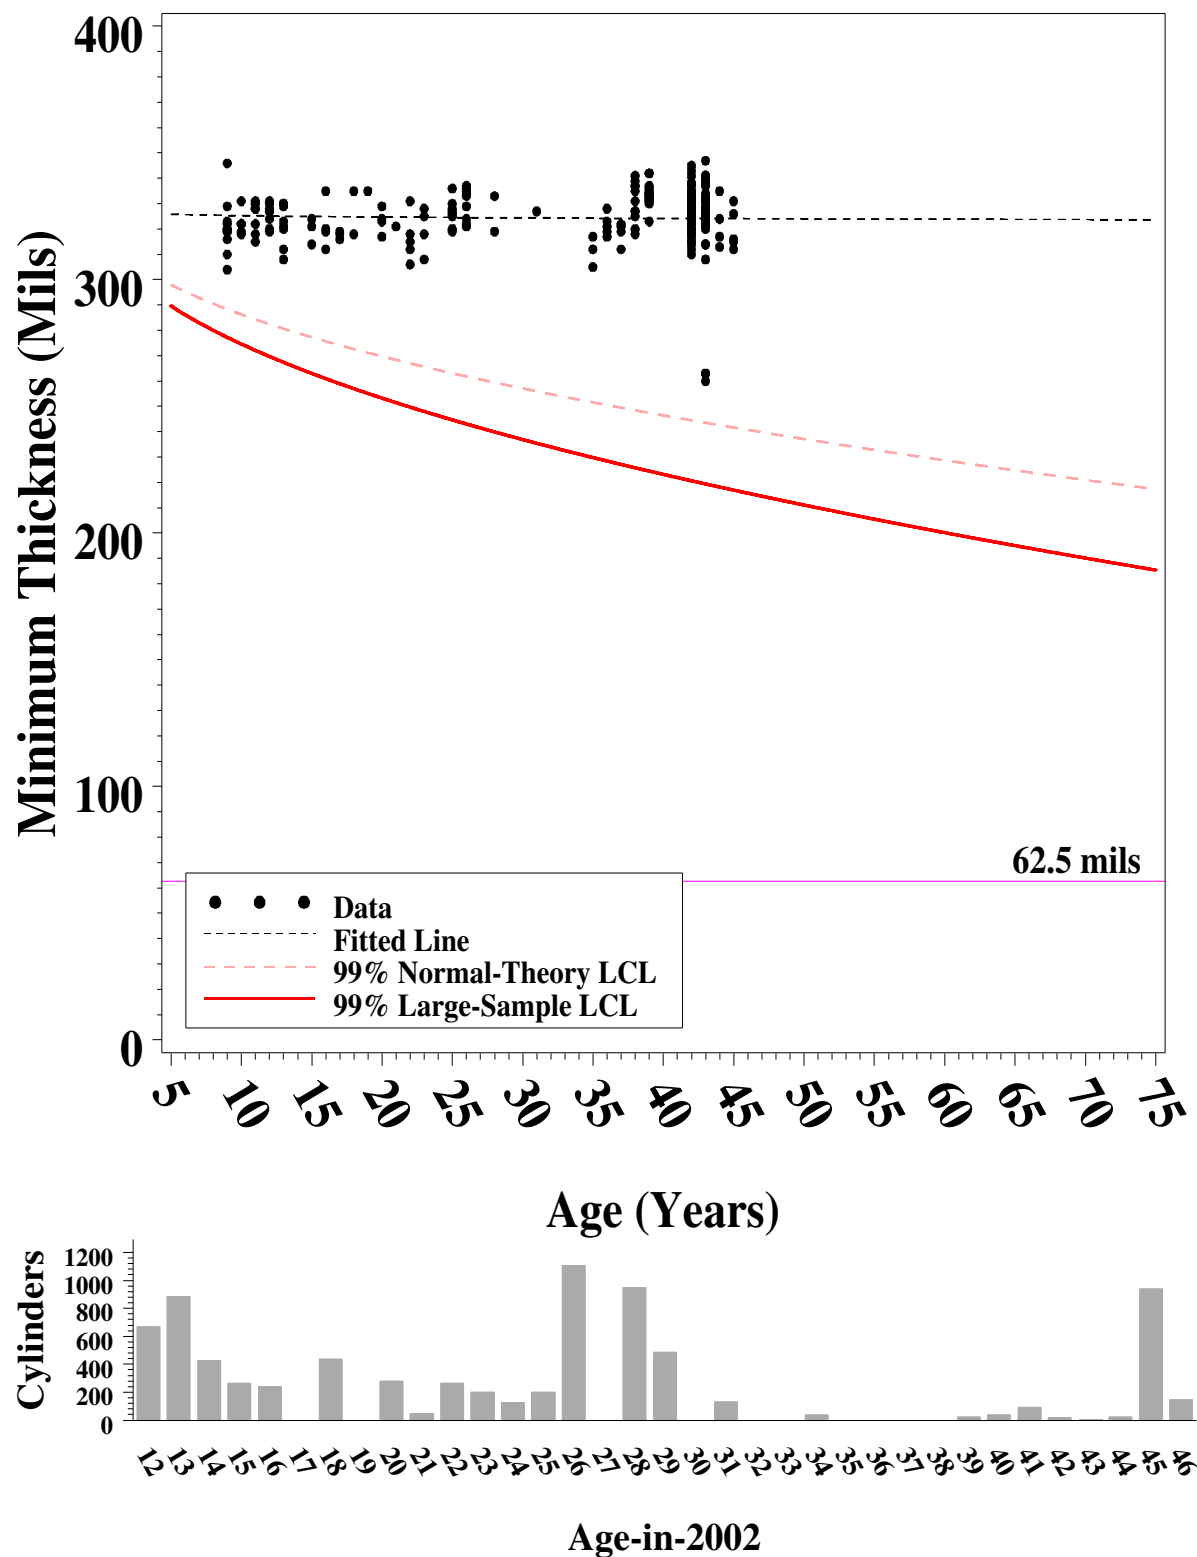 400
300
200
100
0
Minimum Thickness (Mils)
62.5 mils
Data
Fitted Line
99% Normal-Theory LCL
99% Large-Sample LCL
5 10 15 20 25 30 35 40 45 50 55 60 65 70 75
Age (Years)
1200
1000
800
600
400
200
0
Cylinders
12 13 14 15 16 17 18 19 20 21 22 23 24 25 26 27 28 29 30 31 32 33 34 35 36 37 38 39 40 41 42 43 44 45 46
Age-in-2002